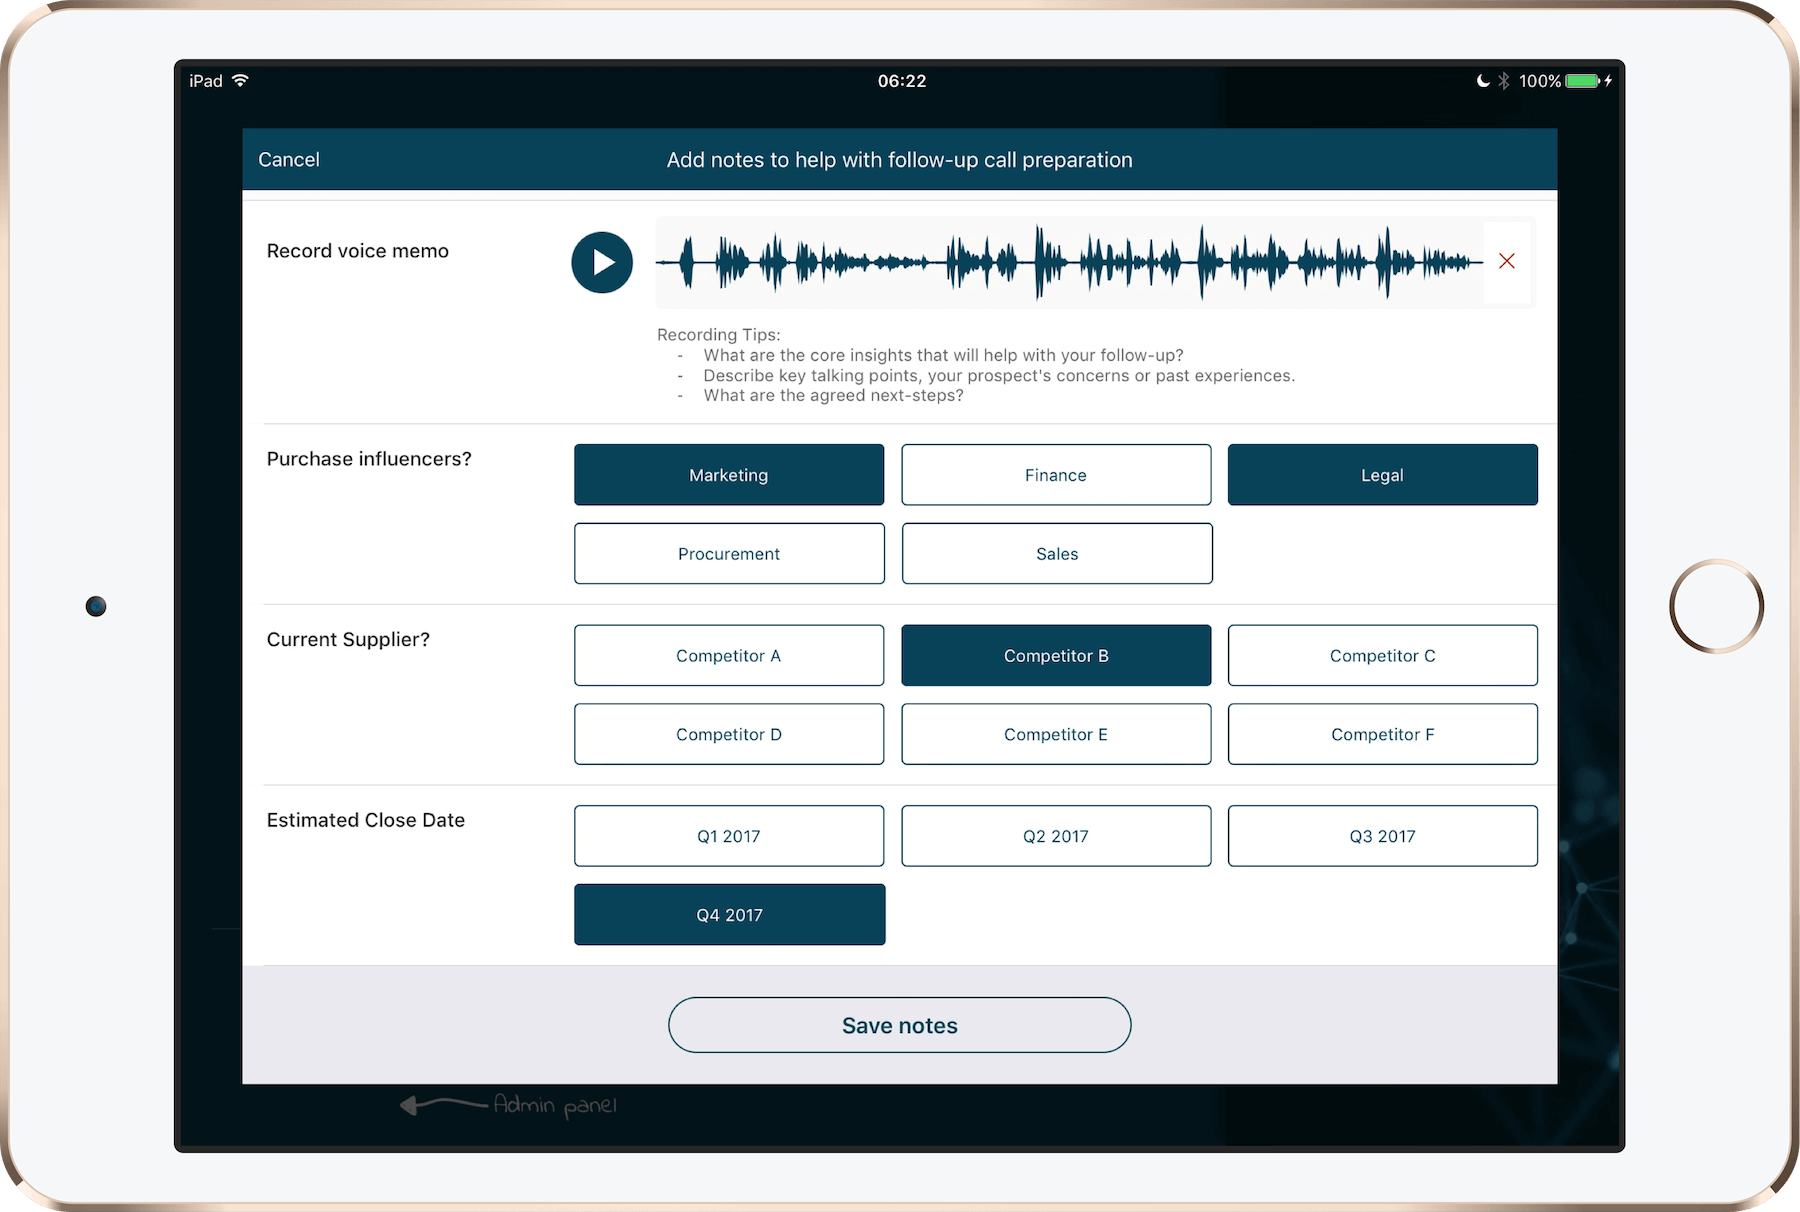 iPad 06:22 100%
Cancel Add notes to help with follow-up call preparation
Record voice memo
Recording Tips:
- What are the core insights that will help with your follow-up?
- Describe key talking points, your prospect's concerns or past experiences.
- What are the agreed next-steps?
Purchase influencers?
Marketing Finance Legal
Procurement Sales
Current Supplier?
Competitor A Competitor B Competitor C
Competitor D Competitor E Competitor F
Estimated Close Date
Q1 2017 Q2 2017 Q3 2017
Q4 2017
Save notes
Admin panel